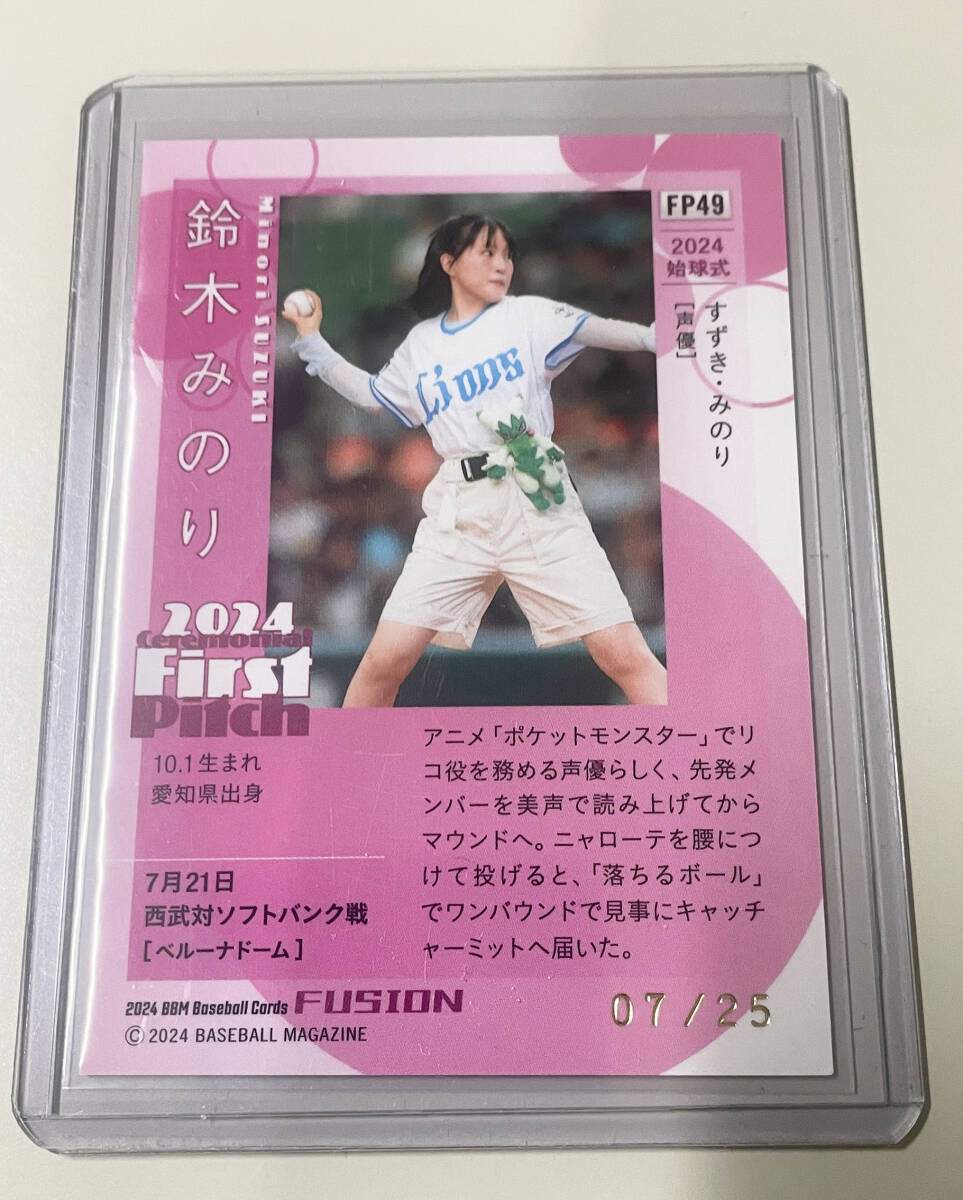 鈴木みのり
Minori SUZUKI
FP49
2024
始球式
すずき・みのり
[声優]
Lions
2024
Ceremonial
First
Pitch
10.1生まれ
愛知県出身
7月21日
西武対ソフトバンク戦
[ベルーナドーム]
アニメ「ポケットモンスター」でリ
コ役を務める声優らしく、先発メ
ンバーを美声で読み上げてから
マウンドへ。ニャローテを腰につ
けて投げると、「落ちるボール」
でワンバウンドで見事にキャッチ
ャーミットへ届いた。
2024 BBM Baseball Cards FUSION
© 2024 BASEBALL MAGAZINE
07/25